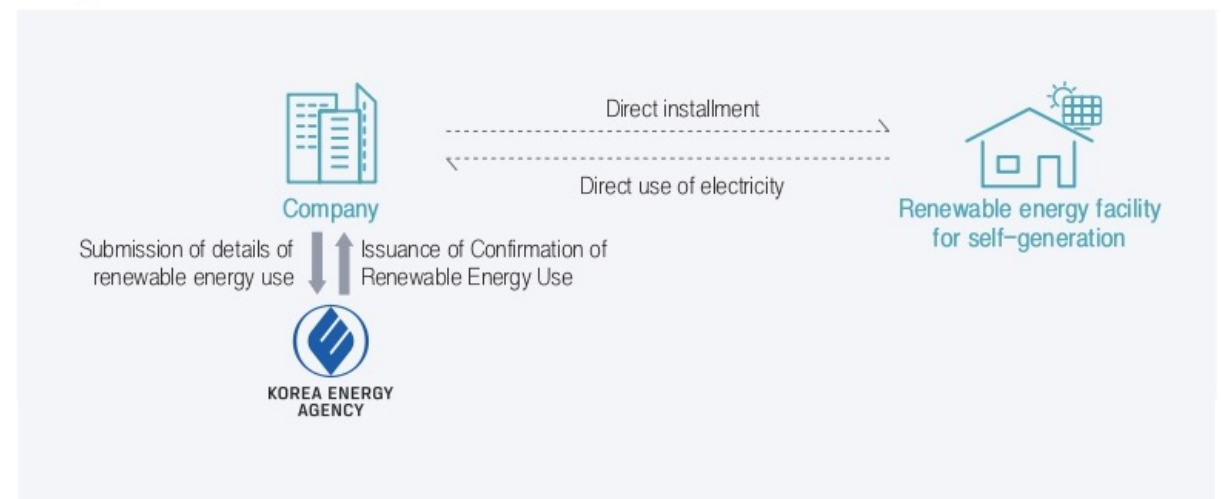 Direct installment
Direct use of electricity
Company
Renewable energy facility
for self-generation
Submission of details of
renewable energy use
Issuance of Confirmation of
Renewable Energy Use
KOREA ENERGY
AGENCY